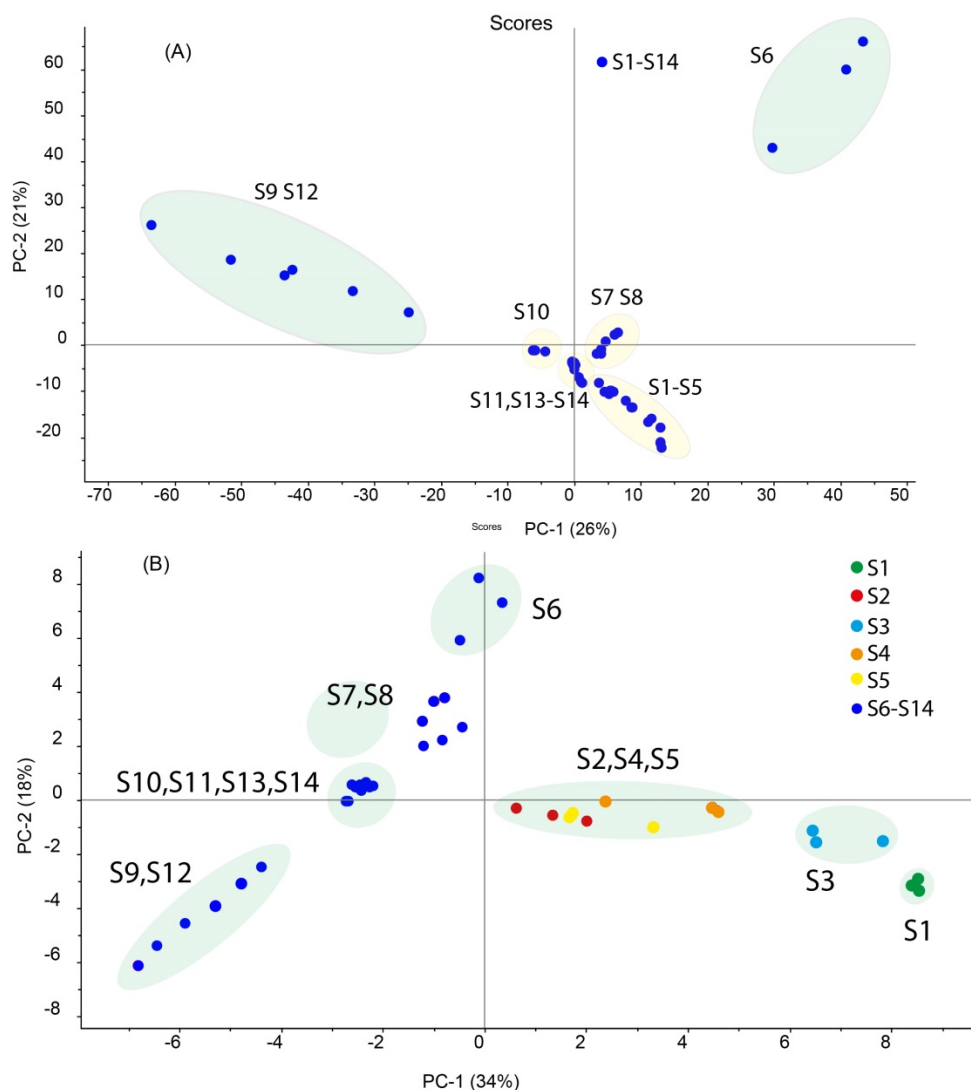 Scores
(A)
S1-S14
S6
S9 S12
S10
S7 S8
S11,S13-S14
S1-S5
PC-2 (21%)
60
50
40
30
20
10
0
-10
-20
-70 -60 -50 -40 -30 -20 -10 0 10 20 30 40 50
PC-1 (26%)
Scores
(B)
S6
S7,S8
S10,S11,S13,S14
S9,S12
S2,S4,S5
S3
S1
S1
S2
S3
S4
S5
S6-S14
PC-2 (18%)
8
6
4
2
0
-2
-4
-6
-8
-6 -4 -2 0 2 4 6 8
PC-1 (34%)